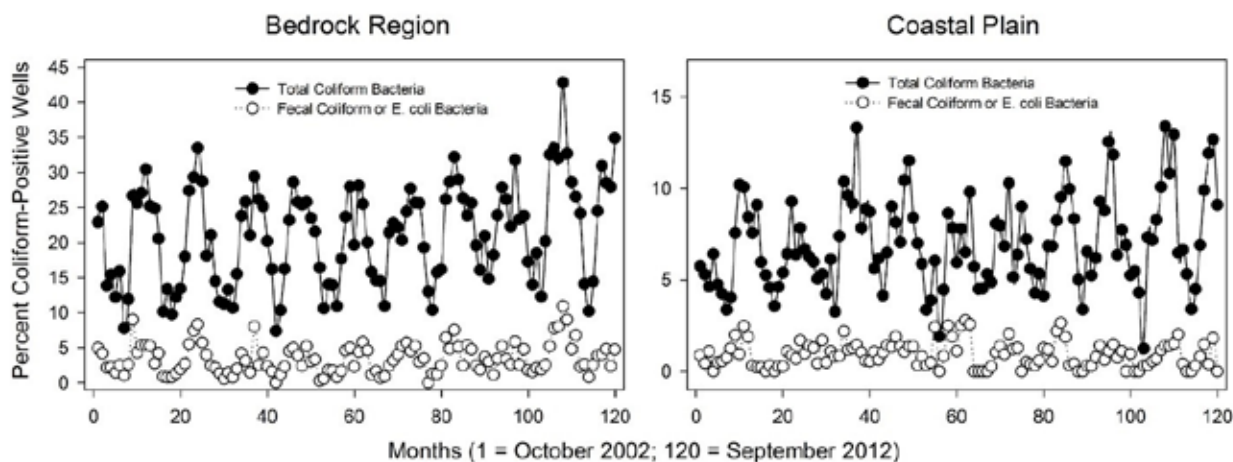 Bedrock Region
Coastal Plain
Percent Coliform-Positive Wells
45
40
35
30
25
20
15
10
5
0
Total Coliform Bacteria
Fecal Coliform or E. coli Bacteria
0 20 40 60 80 100 120
15
10
5
0
Total Coliform Bacteria
Fecal Coliform or E. coli Bacteria
0 20 40 60 80 100 120
Months (1 = October 2002; 120 = September 2012)